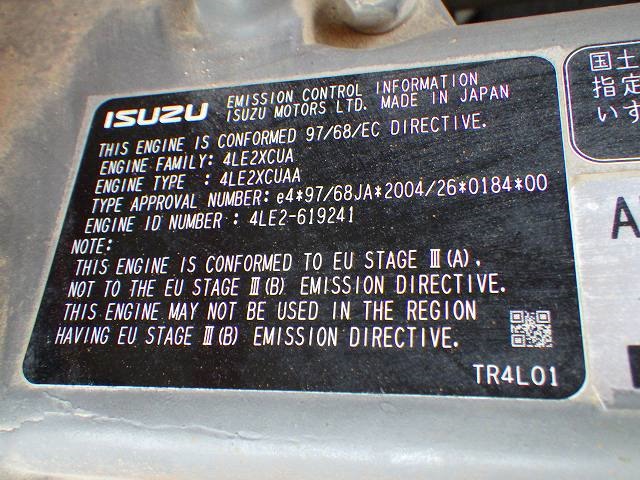 ISUZU EMISSION CONTROL INFORMATION
ISUZU MOTORS LTD. MADE IN JAPAN
THIS ENGINE IS CONFORMED 97/68/EC DIRECTIVE.
ENGINE FAMILY: 4LE2XCUA
ENGINE TYPE : 4LE2XCUAA
TYPE APPROVAL NUMBER: e4*97/68JA*2004/26*0184*00
ENGINE ID NUMBER : 4LE2-619241
NOTE:
THIS ENGINE IS CONFORMED TO EU STAGE Ⅲ(A),
NOT TO THE EU STAGE Ⅲ(B) EMISSION DIRECTIVE.
THIS ENGINE MAY NOT BE USED IN THE REGION
HAVING EU STAGE Ⅲ(B) EMISSION DIRECTIVE.
TR4L01
国土
指定
いす
A